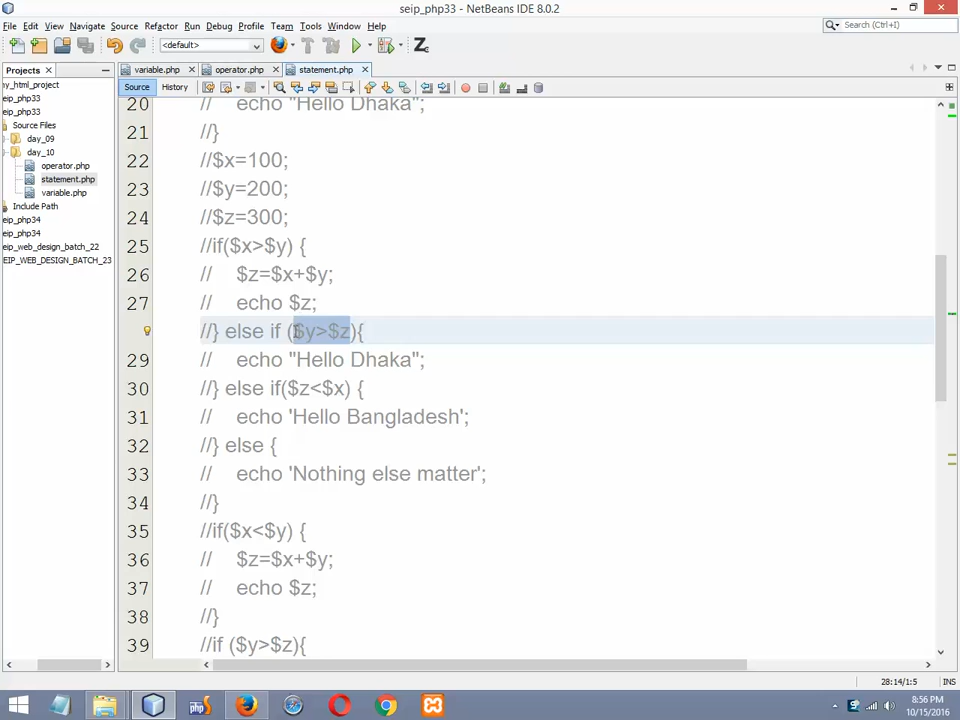 seip_php33 - NetBeans IDE 8.0.2
File Edit View Navigate Source Refactor Run Debug Profile Team Tools Window Help
Search (Ctrl+I)
<default>
Projects
variable.php
operator.php
statement.php
Source History
ny_html_project
eip_php33
eip_php33
Source Files
day_09
day_10
operator.php
statement.php
variable.php
Include Path
eip_php34
eip_php34
eip_web_design_batch_22
EIP_WEB_DESIGN_BATCH_23
20 // echo "Hello Dhaka";
21 //}
22 //$x=100;
23 //$y=200;
24 //$z=300;
25 //if($x>$y) {
26 // $z=$x+$y;
27 // echo $z;
//} else if ($y>$z){
29 // echo "Hello Dhaka";
30 //} else if($z<$x) {
31 // echo 'Hello Bangladesh';
32 //} else {
33 // echo 'Nothing else matter';
34 //}
35 //if($x<$y) {
36 // $z=$x+$y;
37 // echo $z;
38 //}
39 //if ($y>$z){
28:14/1:5 INS
8:56 PM
10/15/2016